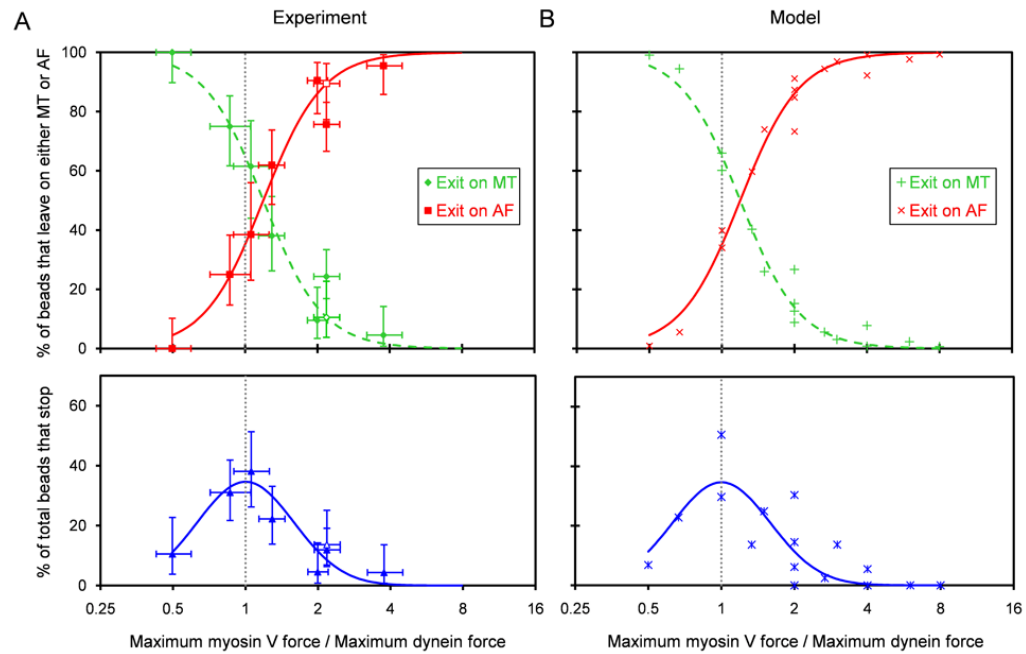 A
Experiment
% of beads that leave on either MT or AF
100
80
60
40
20
0
Exit on MT
Exit on AF
% of total beads that stop
60
40
20
0
0.25 0.5 1 2 4 8 16
Maximum myosin V force / Maximum dynein force
B
Model
Exit on MT
Exit on AF
0.25 0.5 1 2 4 8 16
Maximum myosin V force / Maximum dynein force